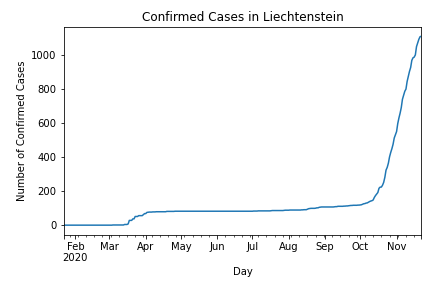 Confirmed Cases in Liechtenstein
Number of Confirmed Cases
1000
800
600
400
200
0
Feb Mar Apr May Jun Jul Aug Sep Oct Nov
2020
Day